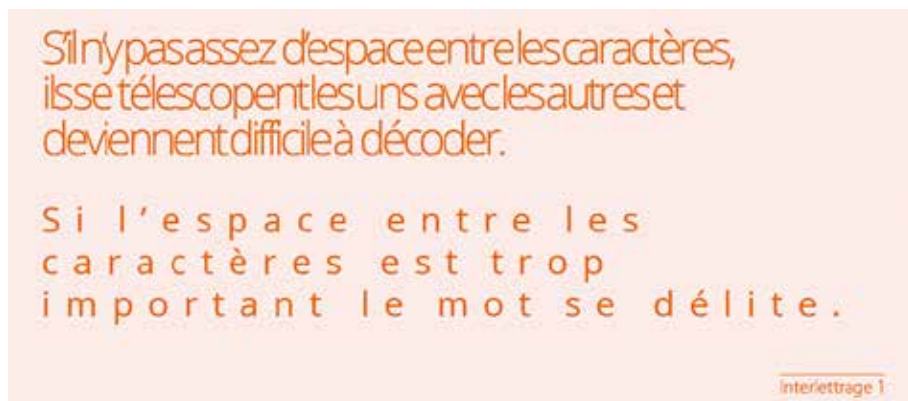 S'il n'y pas assez d'espace entre les caractères,
ils se télescopent les uns avec les autres et
deviennent difficile à décoder.
Si l’espace entre les
caractères est trop
important le mot se délite.
Interlettrage 1